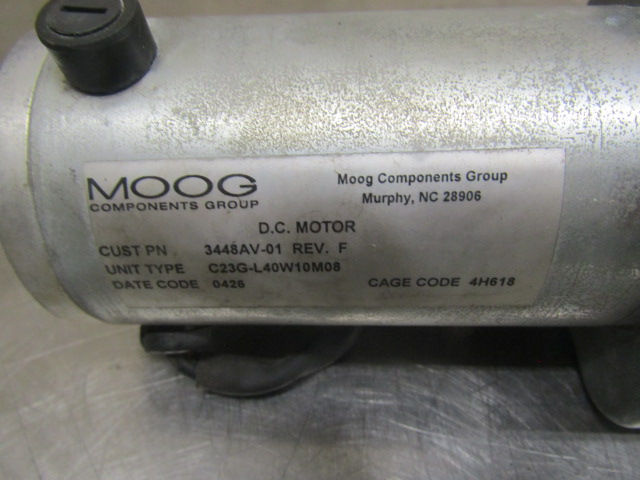 MOOG
COMPONENTS GROUP
Moog Components Group
Murphy, NC 28906
D.C. MOTOR
CUST PN 3448AV-01 REV. F
UNIT TYPE C23G-L40W10M08
DATE CODE 0426 CAGE CODE 4H618